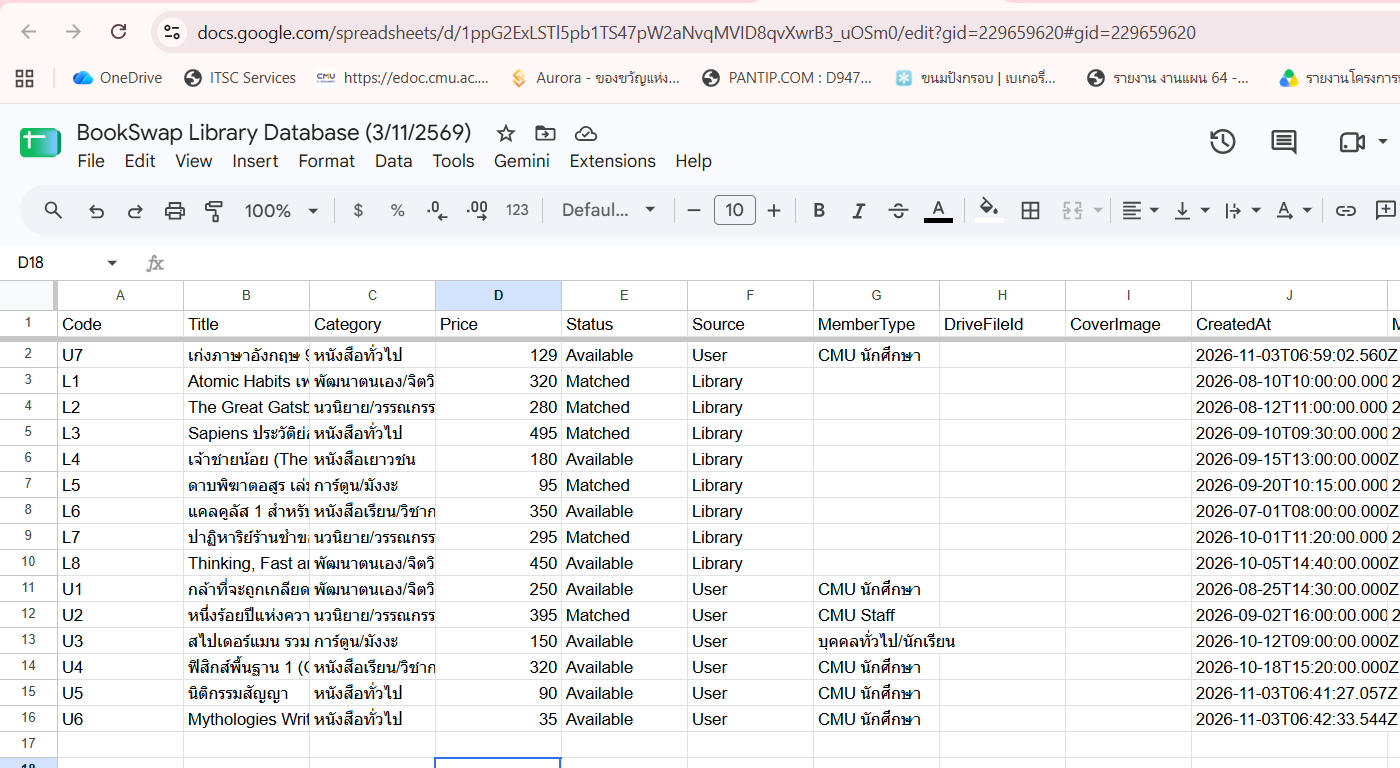 docs.google.com/spreadsheets/d/1ppG2ExLSTl5pb1TS47pW2aNvqMVID8qvXwrB3_uOSm0/edit?gid=229659620#gid=229659620
OneDrive ITSC Services CMU https://edoc.cmu.ac.... Aurora - ของขวัญแห่ง... PANTIP.COM : D947... ขนมปังกรอบ | เบเกอรี่... รายงาน งานแผน 64 -... รายงานโครงการ
BookSwap Library Database (3/11/2569)
File Edit View Insert Format Data Tools Gemini Extensions Help
100% $ % .0 .00 123 Defaul... 10 B I A
D18 fx
A B C D E F G H I J
1 Code Title Category Price Status Source MemberType DriveFileId CoverImage CreatedAt
2 U7 เก่งภาษาอังกฤษ หนังสือทั่วไป 129 Available User CMU นักศึกษา 2026-11-03T06:59:02.560Z
3 L1 Atomic Habits เพ พัฒนาตนเอง/จิตวิ 320 Matched Library 2026-08-10T10:00:00.000 2
4 L2 The Great Gatsb นวนิยาย/วรรณกรร 280 Matched Library 2026-08-12T11:00:00.000 2
5 L3 Sapiens ประวัติย่อ หนังสือทั่วไป 495 Matched Library 2026-09-10T09:30:00.000 2
6 L4 เจ้าชายน้อย (The หนังสือเยาวชน 180 Available Library 2026-09-15T13:00:00.000Z
7 L5 ดาบพิฆาตอสูร เล่ม การ์ตูน/มังงะ 95 Matched Library 2026-09-20T10:15:00.000 2
8 L6 แคลคูลัส 1 สำหรับ หนังสือเรียน/วิชาก 350 Available Library 2026-07-01T08:00:00.000Z
9 L7 ปาฏิหาริย์ร้านชำขอ นวนิยาย/วรรณกรร 295 Matched Library 2026-10-01T11:20:00.000 2
10 L8 Thinking, Fast an พัฒนาตนเอง/จิตวิ 450 Available Library 2026-10-05T14:40:00.000Z
11 U1 กล้าที่จะถูกเกลียด พัฒนาตนเอง/จิตวิ 250 Available User CMU นักศึกษา 2026-08-25T14:30:00.000Z
12 U2 หนึ่งร้อยปีแห่งควา นวนิยาย/วรรณกรร 395 Matched User CMU Staff 2026-09-02T16:00:00.000Z
13 U3 สไปเดอร์แมน รวม การ์ตูน/มังงะ 150 Available User บุคคลทั่วไป/นักเรียน 2026-10-12T09:00:00.000Z
14 U4 ฟิสิกส์พื้นฐาน 1 (C หนังสือเรียน/วิชาก 320 Available User CMU นักศึกษา 2026-10-18T15:20:00.000Z
15 U5 นิติกรรมสัญญา หนังสือทั่วไป 90 Available User CMU นักศึกษา 2026-11-03T06:41:27.057Z
16 U6 Mythologies Writ หนังสือทั่วไป 35 Available User CMU นักศึกษา 2026-11-03T06:42:33.544Z
17
18